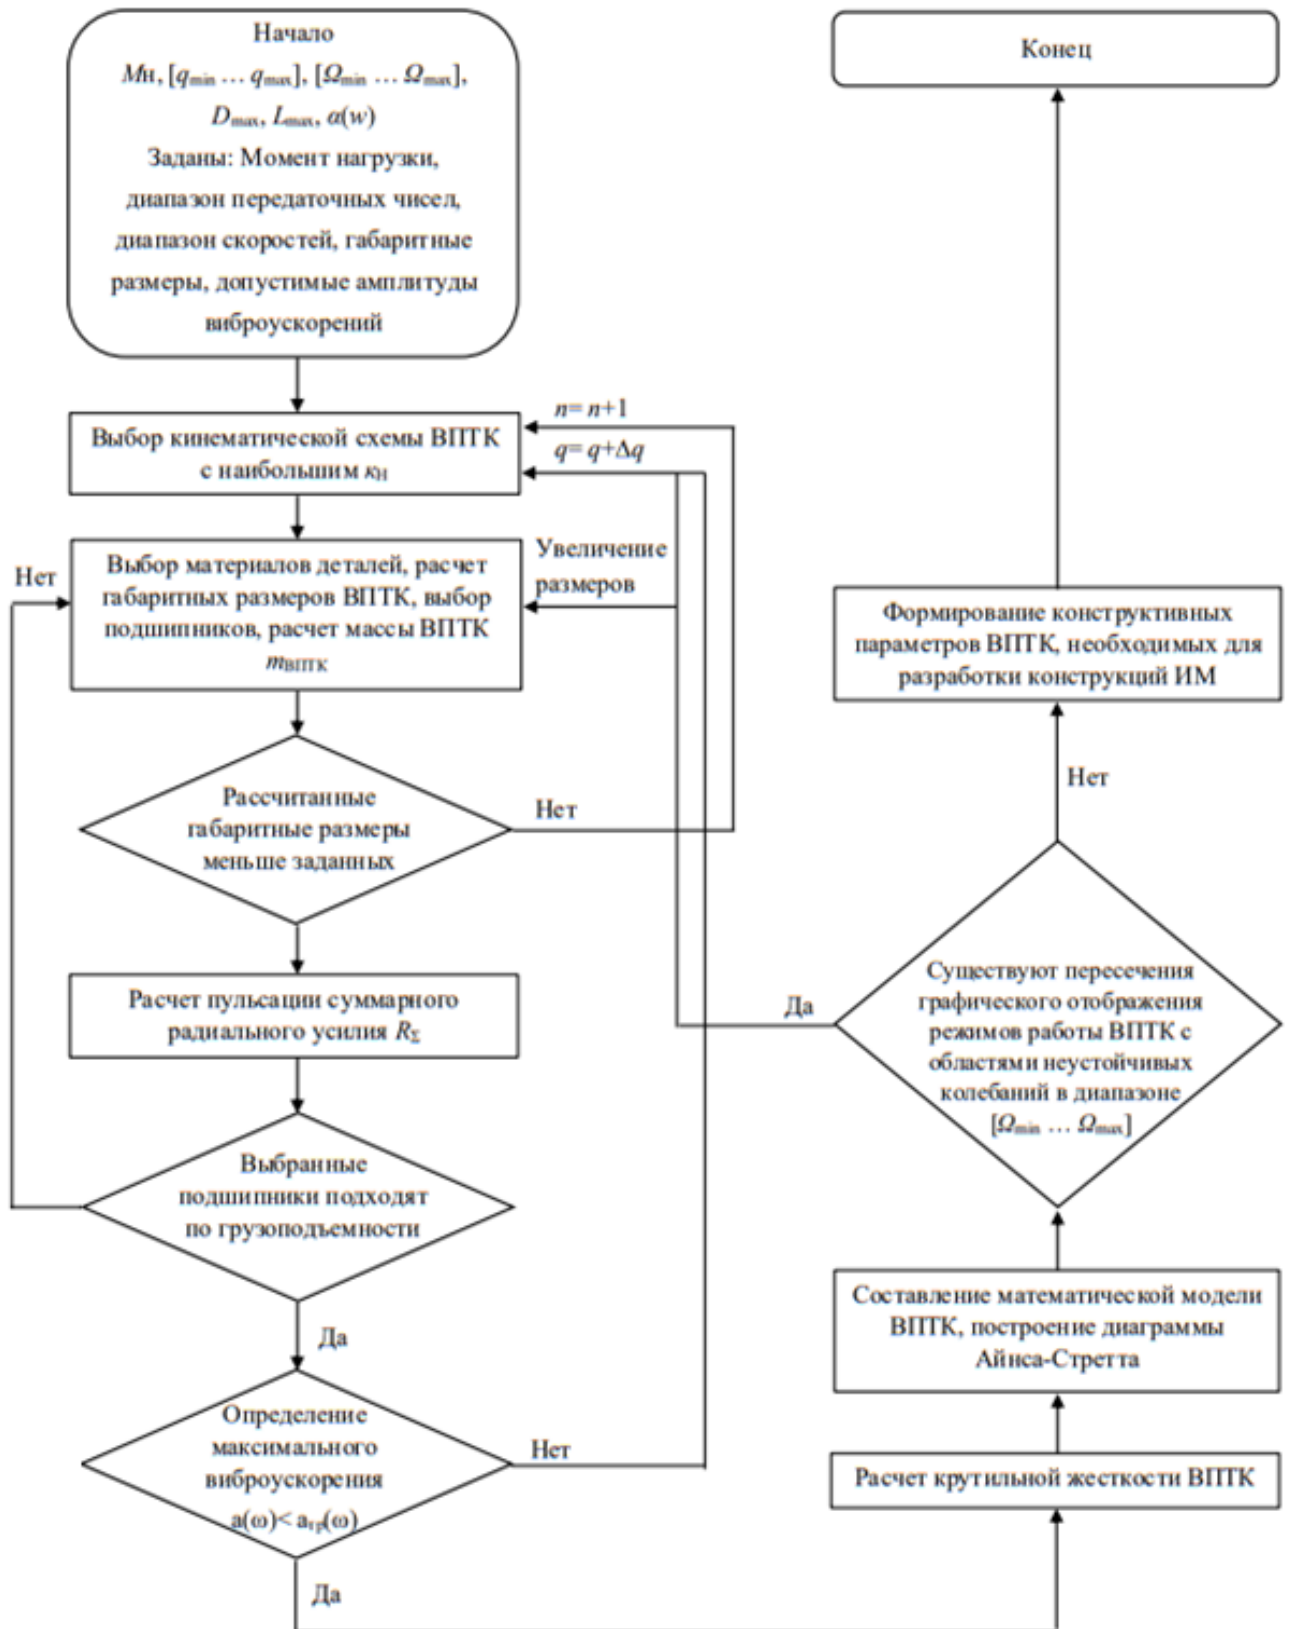 Начало
Mн, [qmin … qmax], [Ωmin … Ωmax],
Dmax, Lmax, α(w)
Заданы: Момент нагрузки,
диапазон передаточных чисел,
диапазон скоростей, габаритные
размеры, допустимые амплитуды
виброускорений
n= n+1
Выбор кинематической схемы ВПТК
с наибольшим κН
q= q+Δq
Нет
Выбор материалов деталей, расчет
габаритных размеров ВПТК, выбор
подшипников, расчет массы ВПТК
mВПТК
Увеличение
размеров
Рассчитанные
габаритные размеры
меньше заданных
Нет
Расчет пульсации суммарного
радиального усилия RΣ
Выбранные
подшипники подходят
по грузоподъемности
Да
Определение
максимального
виброускорения
a(ω)< aтр(ω)
Нет
Да
Конец
Формирование конструктивных
параметров ВПТК, необходимых для
разработки конструкций ИМ
Нет
Существуют пересечения
графического отображения
режимов работы ВПТК с
областями неустойчивых
колебаний в диапазоне
[Ωmin … Ωmax]
Да
Составление математической модели
ВПТК, построение диаграммы
Айнса-Стретта
Расчет крутильной жесткости ВПТК